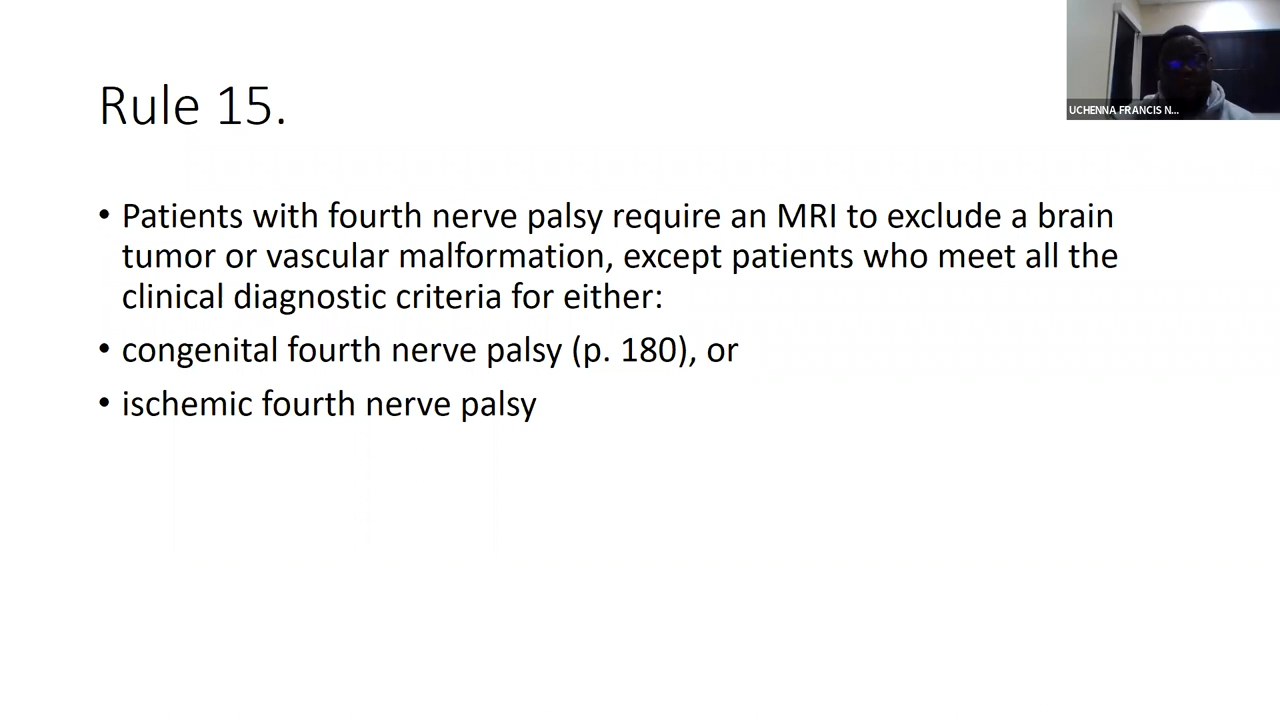 UCHENNA FRANCIS N...
Rule 15.
• Patients with fourth nerve palsy require an MRI to exclude a brain
tumor or vascular malformation, except patients who meet all the
clinical diagnostic criteria for either:
• congenital fourth nerve palsy (p. 180), or
• ischemic fourth nerve palsy